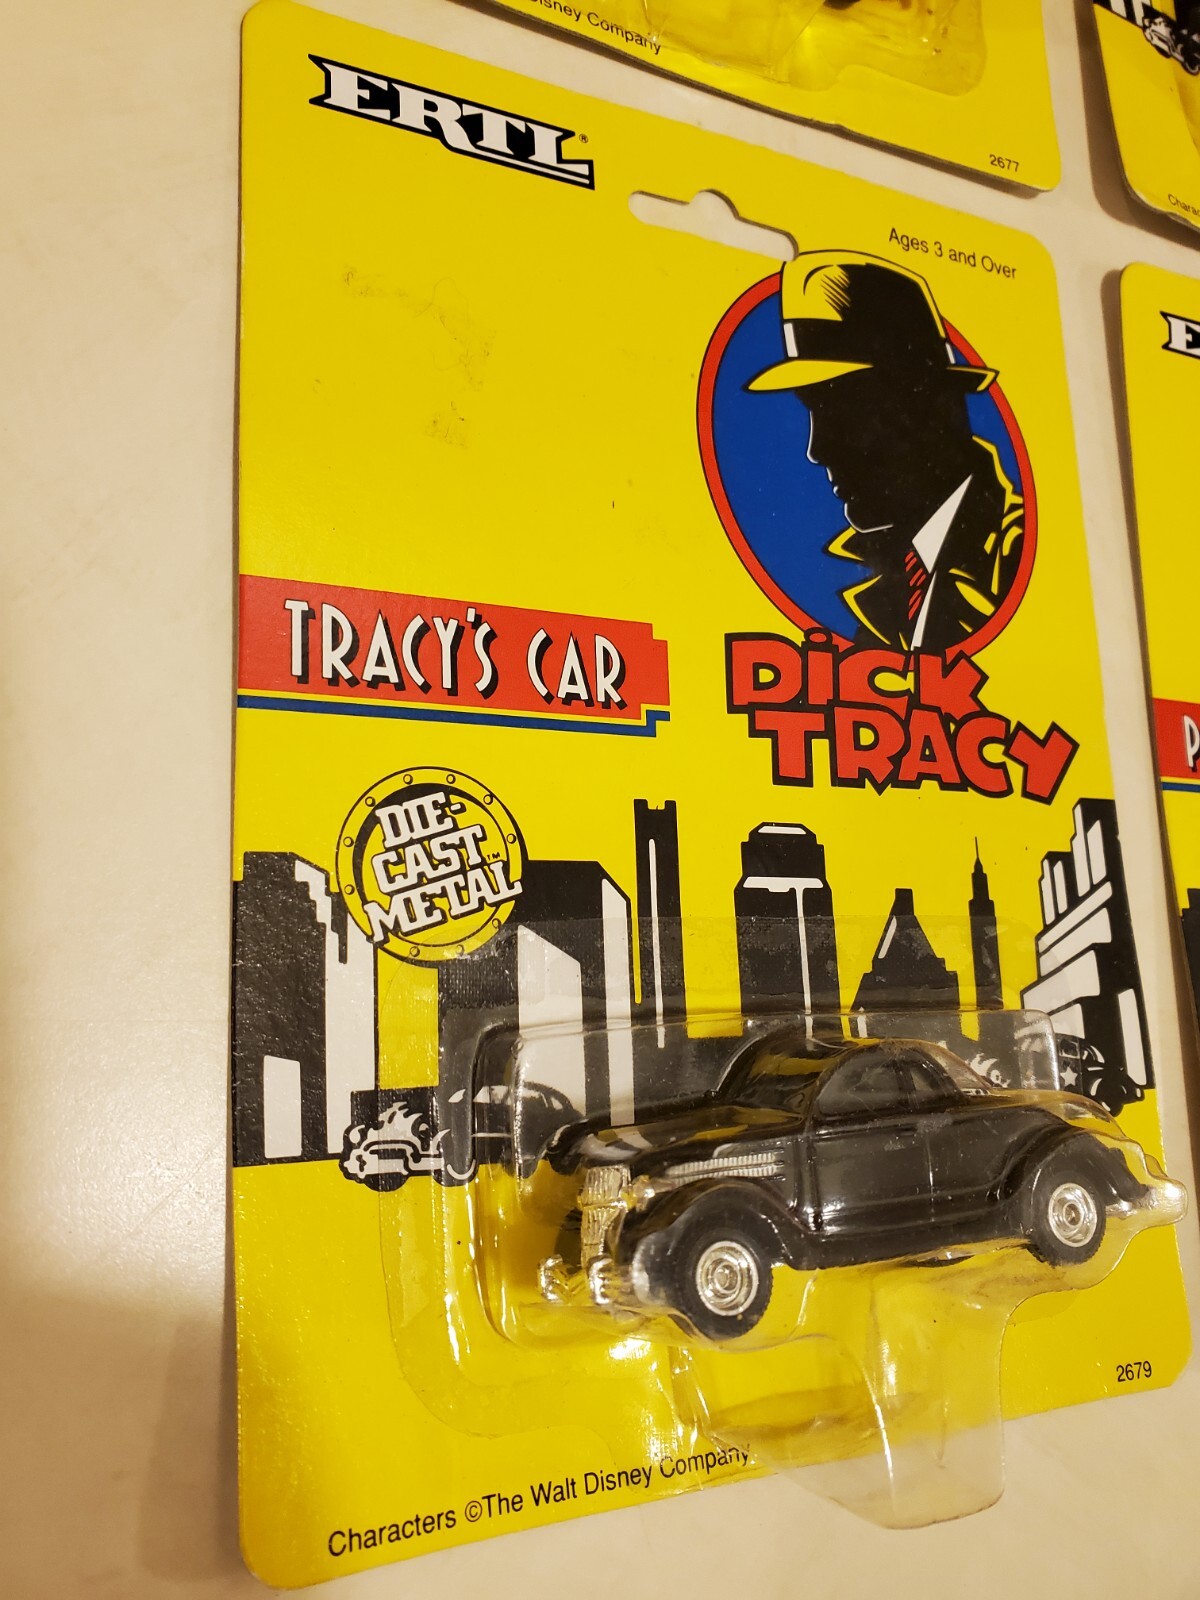 Disney Company
2677
ERTL®
Ages 3 and Over
TRACY'S CAR
DICK
TRACY
DIE-
CAST
METAL™
2679
Characters ©The Walt Disney Company